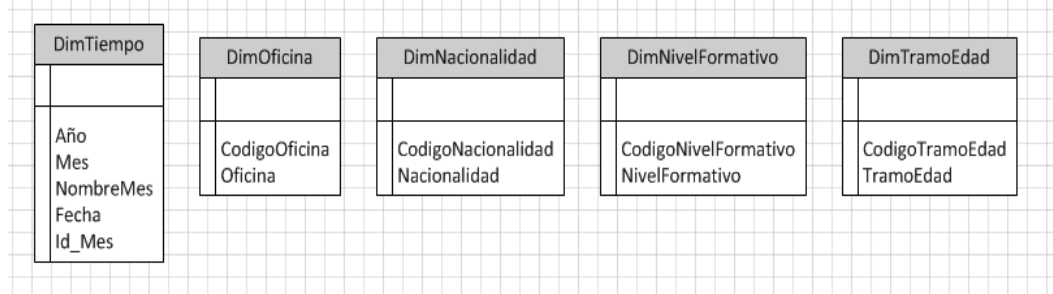 DimTiempo
Año
Mes
NombreMes
Fecha
Id_Mes
DimOficina
CodigoOficina
Oficina
DimNacionalidad
CodigoNacionalidad
Nacionalidad
DimNivelFormativo
CodigoNivelFormativo
NivelFormativo
DimTramoEdad
CodigoTramoEdad
TramoEdad